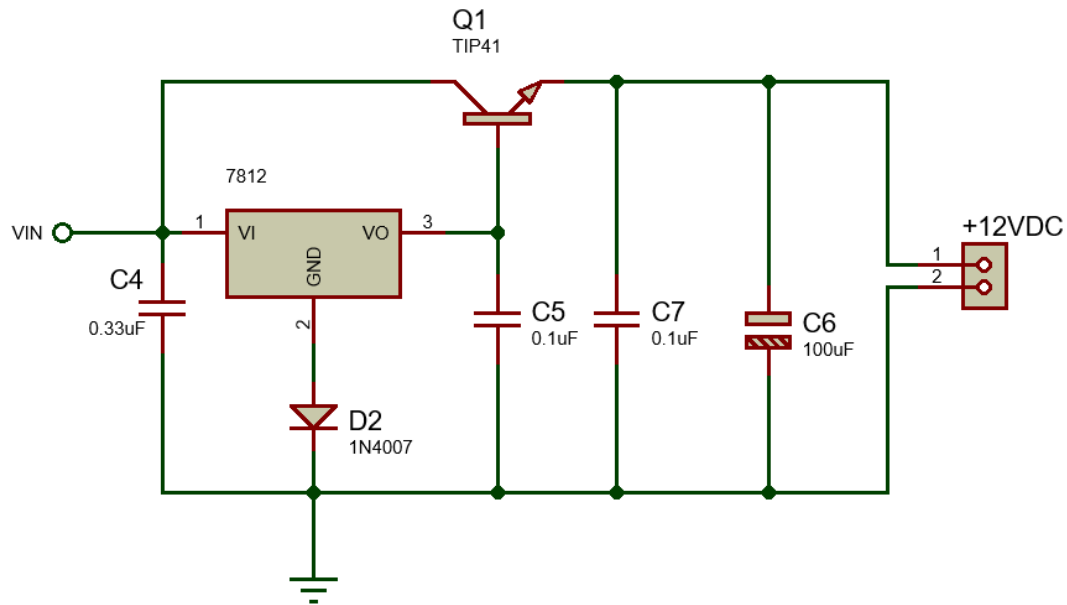 Q1
TIP41
7812
VIN
1
VI
VO
3
GND
2
+12VDC
1
2
C4
0.33uF
C5
0.1uF
C7
0.1uF
C6
100uF
D2
1N4007